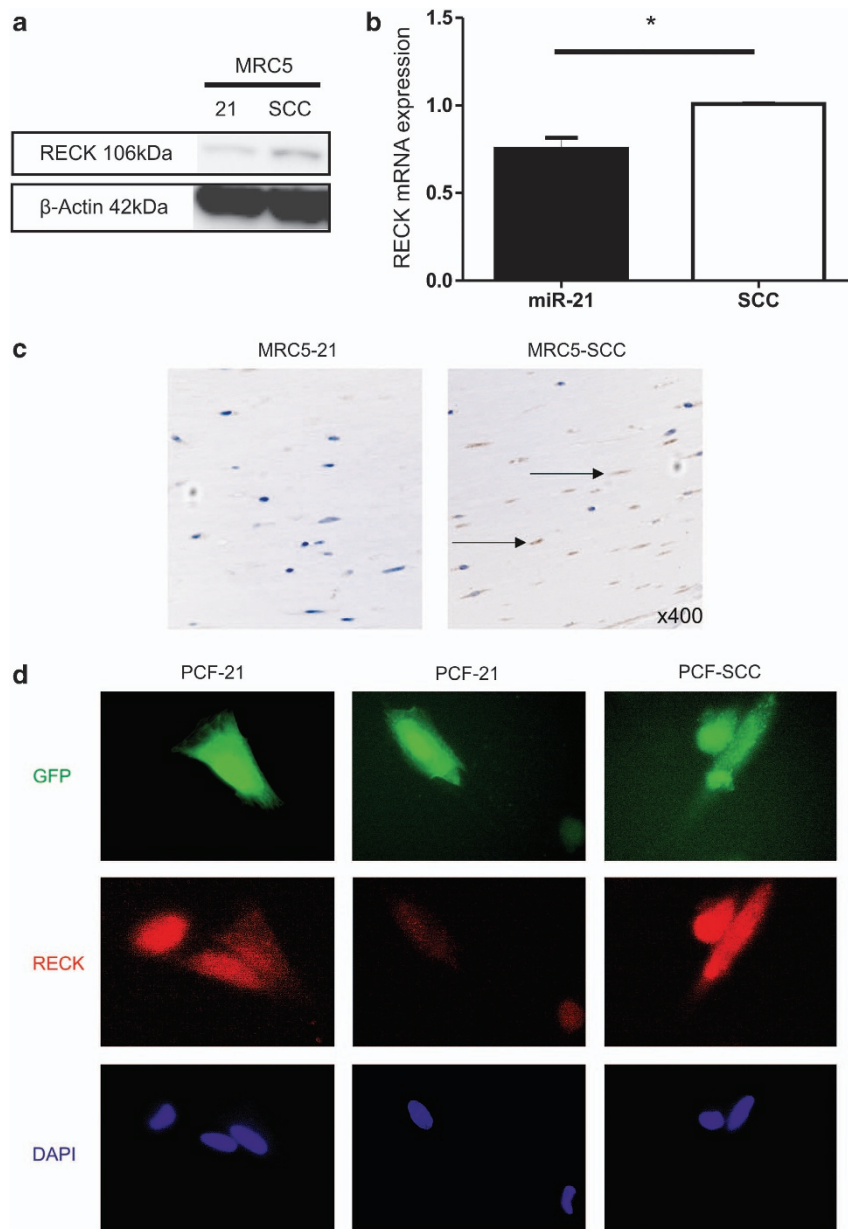 a
MRC5
21 SCC
RECK 106kDa
β-Actin 42kDa
b
RECK mRNA expression
1.5
1.0
0.5
0.0
*
miR-21 SCC
c
MRC5-21 MRC5-SCC
x400
d
PCF-21 PCF-21 PCF-SCC
GFP
RECK
DAPI